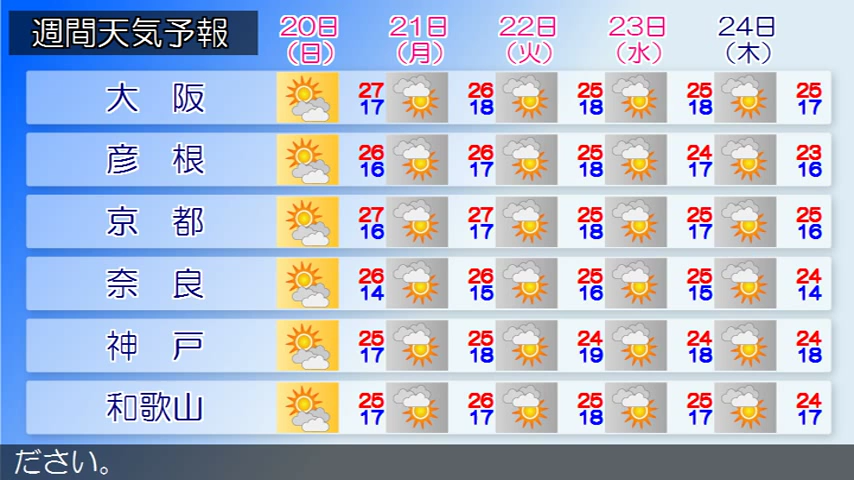 週間天気予報 20日 21日 22日 23日 24日
(日) (月) (火) (水) (木)
大 阪 27 26 25 25 25
17 18 18 18 17
彦 根 26 26 25 24 23
16 17 18 17 16
京 都 27 27 25 25 25
16 17 18 17 16
奈 良 26 26 25 25 24
14 15 16 15 14
神 戸 25 25 24 24 24
17 18 19 18 18
和歌山 25 26 25 25 24
17 17 18 17 17
ださい。